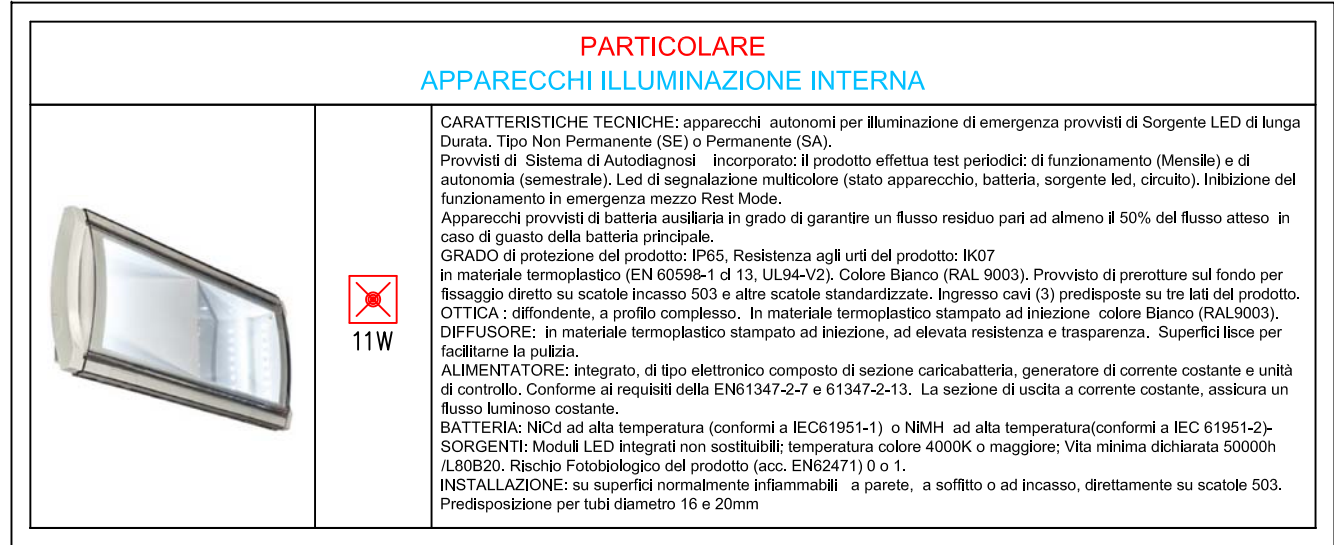 PARTICOLARE
APPARECCHI ILLUMINAZIONE INTERNA
11W
CARATTERISTICHE TECNICHE: apparecchi autonomi per illuminazione di emergenza provvisti di Sorgente LED di lunga
Durata. Tipo Non Permanente (SE) o Permanente (SA).
Provvisti di Sistema di Autodiagnosi incorporato: il prodotto effettua test periodici: di funzionamento (Mensile) e di
autonomia (semestrale). Led di segnalazione multicolore (stato apparecchio, batteria, sorgente led, circuito). Inibizione del
funzionamento in emergenza mezzo Rest Mode.
Apparecchi provvisti di batteria ausiliaria in grado di garantire un flusso residuo pari ad almeno il 50% del flusso atteso in
caso di guasto della batteria principale.
GRADO di protezione del prodotto: IP65, Resistenza agli urti del prodotto: IK07
in materiale termoplastico (EN 60598-1 cl 13, UL94-V2). Colore Bianco (RAL 9003). Provvisto di prerotture sul fondo per
fissaggio diretto su scatole incasso 503 e altre scatole standardizzate. Ingresso cavi (3) predisposte su tre lati del prodotto.
OTTICA : diffondente, a profilo complesso. In materiale termoplastico stampato ad iniezione colore Bianco (RAL9003).
DIFFUSORE: in materiale termoplastico stampato ad iniezione, ad elevata resistenza e trasparenza. Superfici lisce per
facilitarne la pulizia.
ALIMENTATORE: integrato, di tipo elettronico composto di sezione caricabatteria, generatore di corrente costante e unità
di controllo. Conforme ai requisiti della EN61347-2-7 e 61347-2-13. La sezione di uscita a corrente costante, assicura un
flusso luminoso costante.
BATTERIA: NiCd ad alta temperatura (conformi a IEC61951-1) o NiMH ad alta temperatura(conformi a IEC 61951-2)-
SORGENTI: Moduli LED integrati non sostituibili; temperatura colore 4000K o maggiore; Vita minima dichiarata 50000h
/L80B20. Rischio Fotobiologico del prodotto (acc. EN62471) 0 o 1.
INSTALLAZIONE: su superfici normalmente infiammabili a parete, a soffitto o ad incasso, direttamente su scatole 503.
Predisposizione per tubi diametro 16 e 20mm